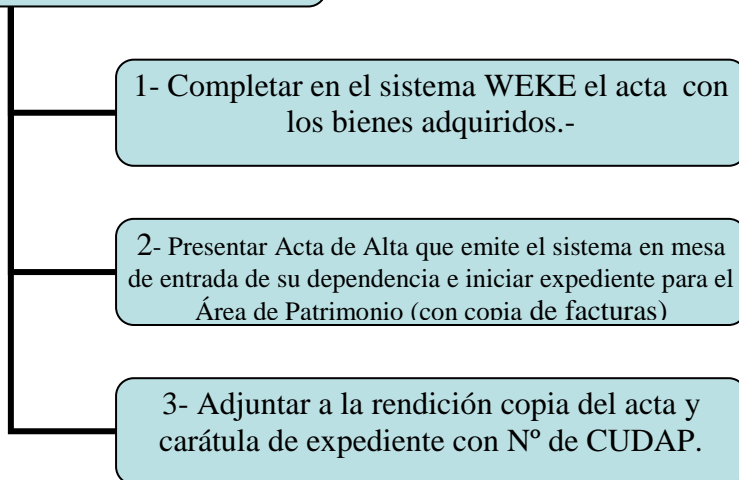 1- Completar en el sistema WEKE el acta con
los bienes adquiridos.-
2- Presentar Acta de Alta que emite el sistema en mesa
de entrada de su dependencia e iniciar expediente para el
Área de Patrimonio (con copia de facturas)
3- Adjuntar a la rendición copia del acta y
carátula de expediente con Nº de CUDAP.